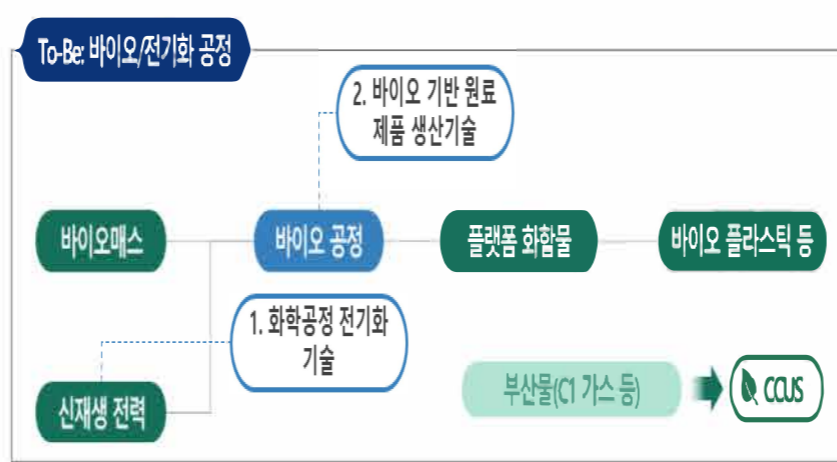 To-Be: 바이오/전기화 공정
2. 바이오 기반 원료
제품 생산기술
바이오매스
바이오 공정
플랫폼 화합물
바이오 플라스틱 등
1. 화학공정 전기화
기술
신재생 전력
부산물(C1 가스 등)
CCUS